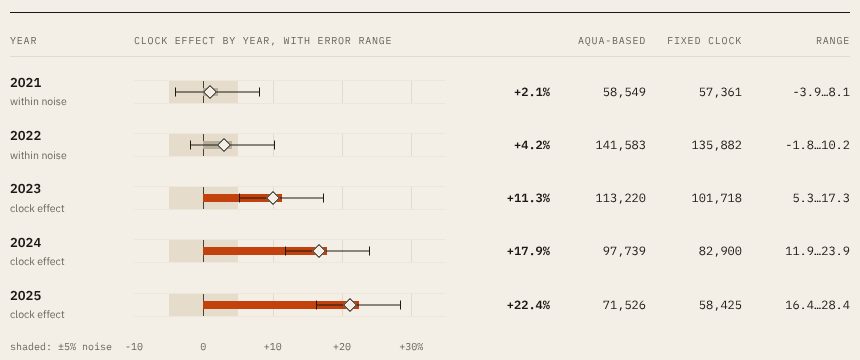 YEAR CLOCK EFFECT BY YEAR, WITH ERROR RANGE AQUA-BASED FIXED CLOCK RANGE
2021
within noise
+2.1% 58,549 57,361 -3.9…8.1
2022
within noise
+4.2% 141,583 135,882 -1.8…10.2
2023
clock effect
+11.3% 113,220 101,718 5.3…17.3
2024
clock effect
+17.9% 97,739 82,900 11.9…23.9
2025
clock effect
+22.4% 71,526 58,425 16.4…28.4
shaded: ±5% noise -10 0 +10 +20 +30%